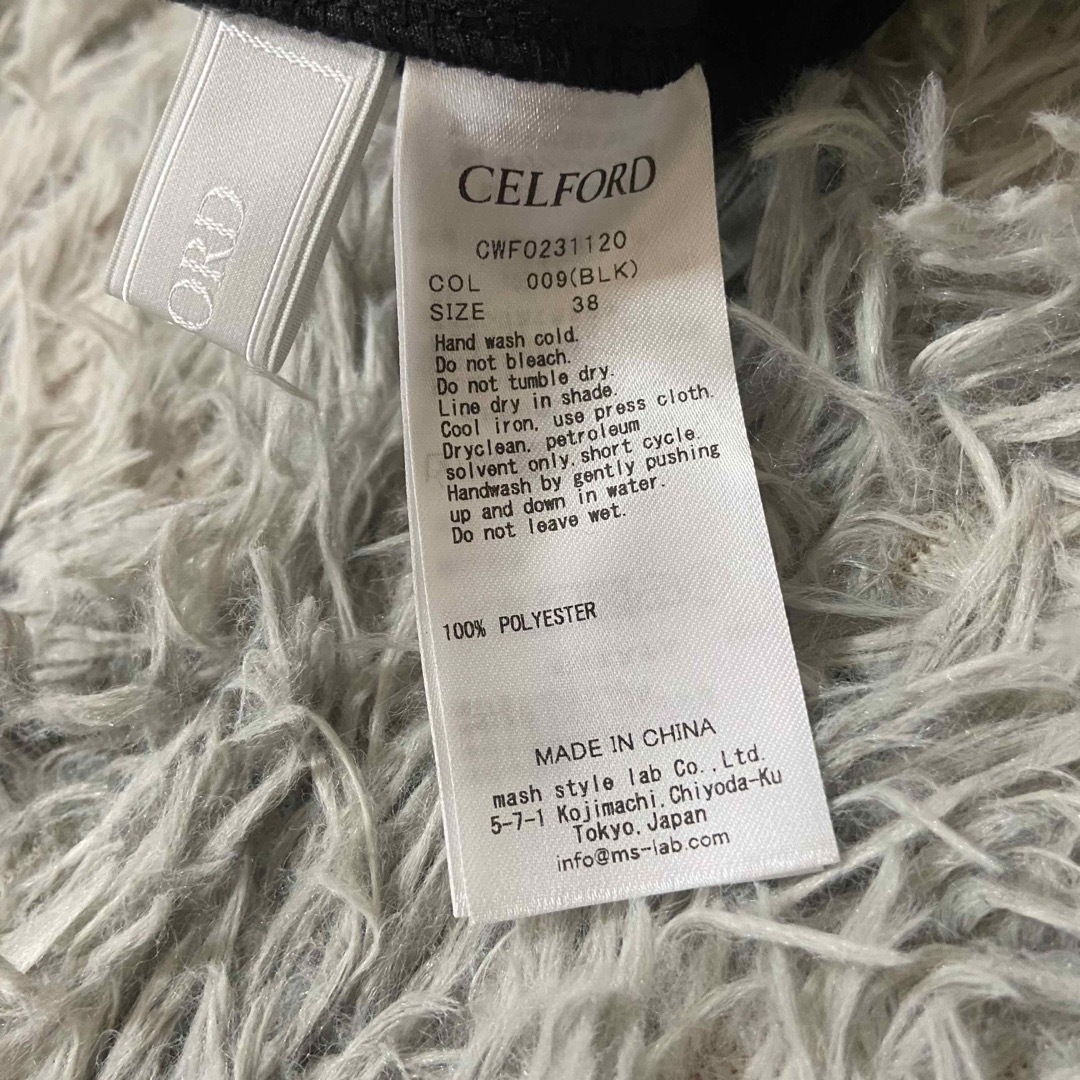 ORD
CELFORD
CWFO231120
COL 009(BLK)
SIZE 38
Hand wash cold.
Do not bleach.
Do not tumble dry.
Line dry in shade.
Cool iron, use press cloth.
Dryclean, petroleum
solvent only,short cycle.
Handwash by gently pushing
up and down in water.
Do not leave wet.
100% POLYESTER
MADE IN CHINA
mash style lab Co.,Ltd.
5-7-1 Kojimachi,Chiyoda-Ku
Tokyo,Japan
info@ms-lab.com